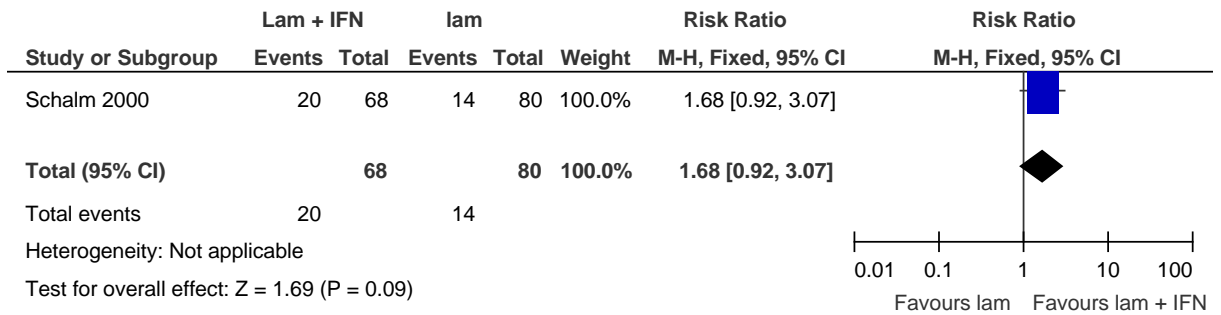 Lam + IFN lam Risk Ratio Risk Ratio
Study or Subgroup Events Total Events Total Weight M-H, Fixed, 95% CI M-H, Fixed, 95% CI
Schalm 2000 20 68 14 80 100.0% 1.68 [0.92, 3.07]
Total (95% CI) 68 80 100.0% 1.68 [0.92, 3.07]
Total events 20 14
Heterogeneity: Not applicable
Test for overall effect: Z = 1.69 (P = 0.09)
0.01 0.1 1 10 100
Favours lam Favours lam + IFN